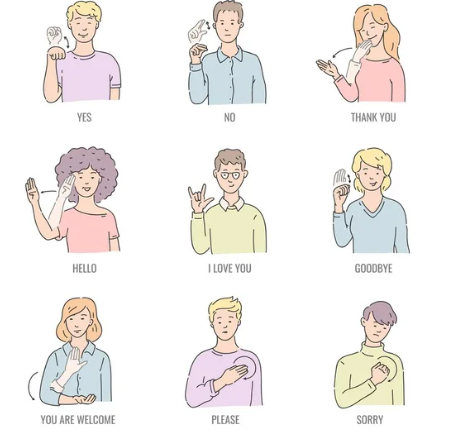 YES
NO
THANK YOU
HELLO
I LOVE YOU
GOODBYE
YOU ARE WELCOME
PLEASE
SORRY